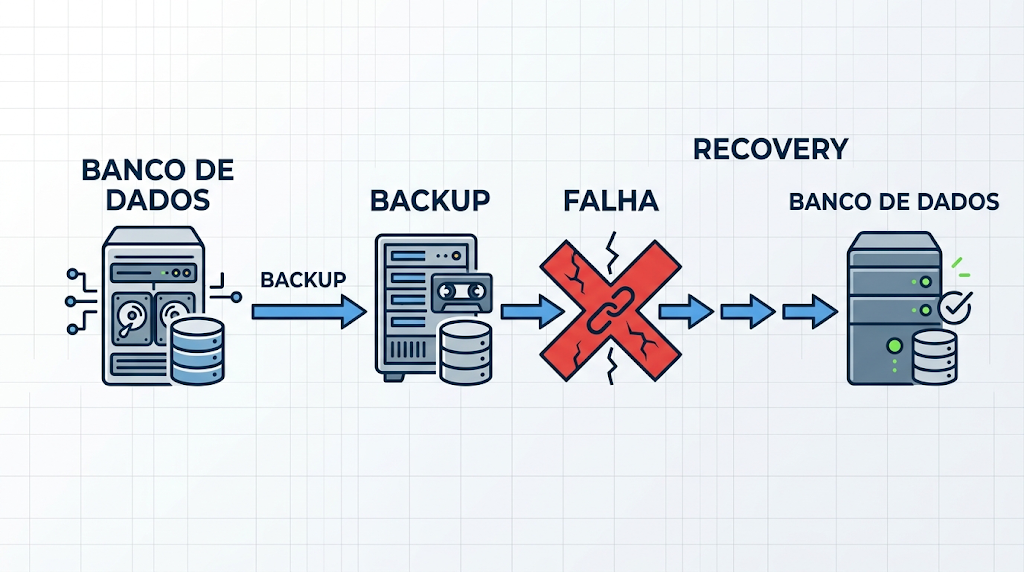 BANCO DE
DADOS
BACKUP
BACKUP
FALHA
RECOVERY
BANCO DE DADOS